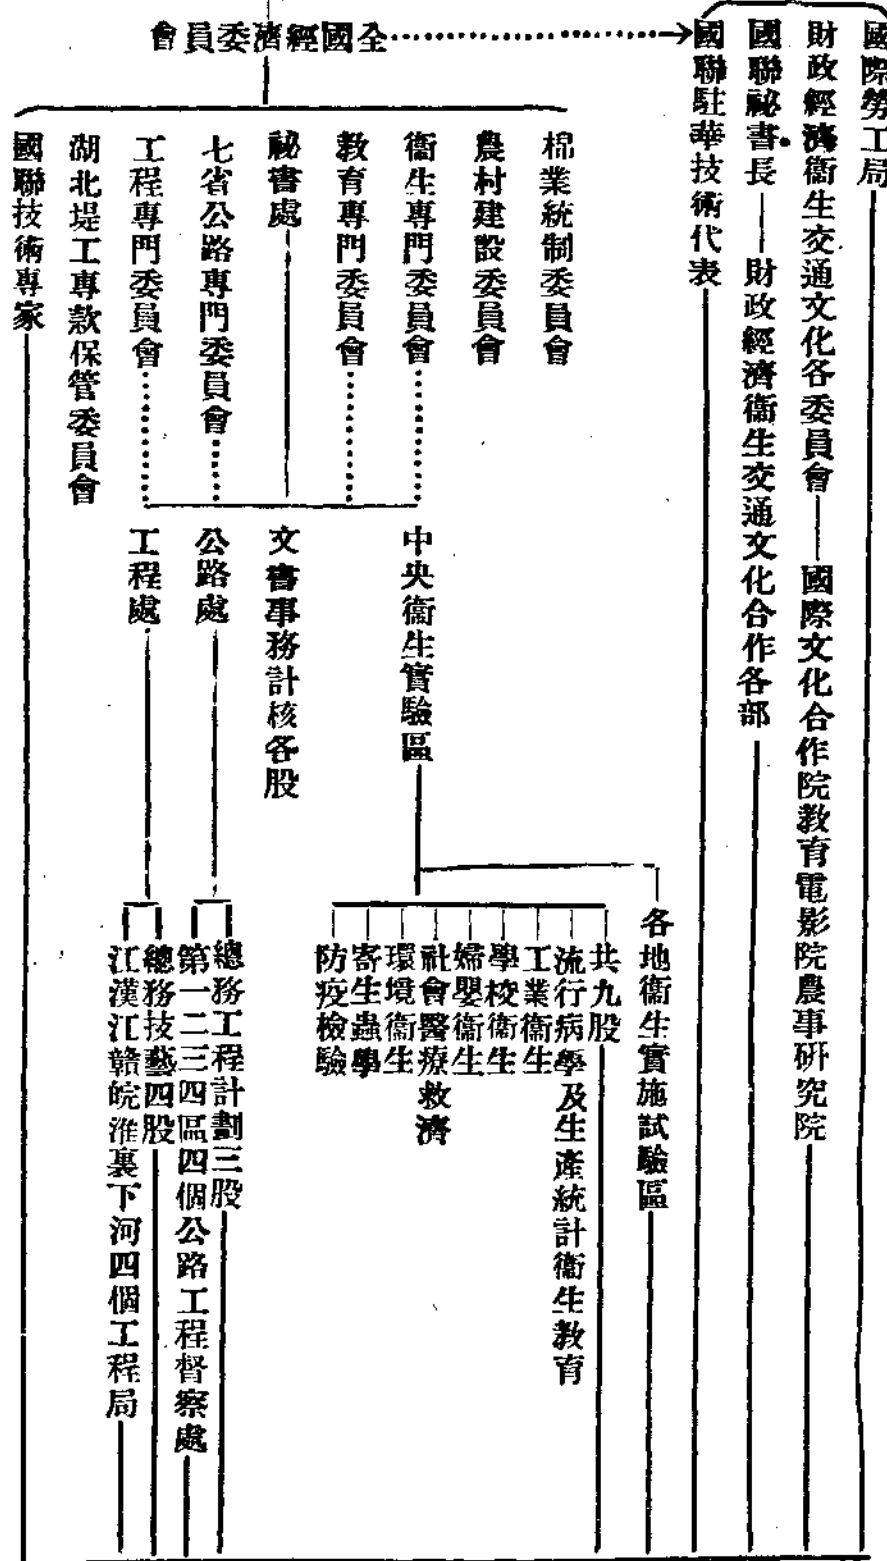 國際勞工局
財政經濟衞生交通文化各委員會——國際文化合作院教育電影院農事研究院
國聯祕書長——財政經濟衞生交通文化合作各部
國聯駐華技術代表
全國經濟委員會
棉業統制委員會
農村建設委員會
衞生專門委員會
教育專門委員會
祕書處
七省公路專門委員會
工程專門委員會
湖北堤工專款保管委員會
國聯技術專家
中央衞生實驗區
文書事務計核各股
公路處
工程處
各地衞生實施試驗區
共九股
流行病學及生產統計衞生教育
工業衞生
學校衞生
婦嬰衞生
社會醫療救濟
環境衞生
寄生蟲學
防疫檢驗
總務工程計劃三股
第一二三四區四個公路工程督察處
總務技藝四股
江漢江贛皖淮裏下河四個工程局